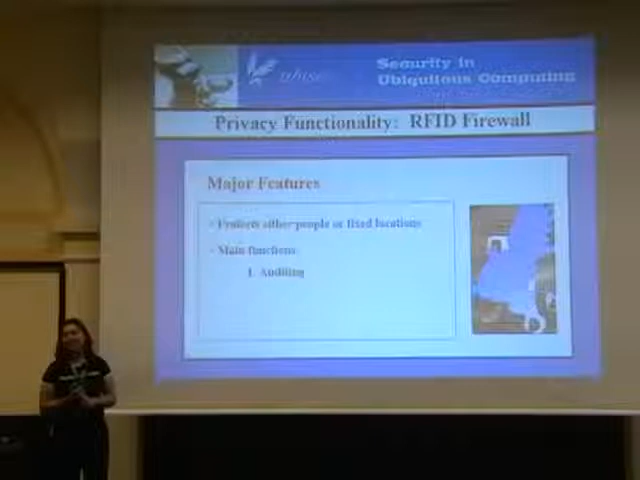 Security in
Ubiquitous Computing
Privacy Functionality: RFID Firewall
Major Features
- Protects either people or fixed locations
- Main functions:
1. Auditing